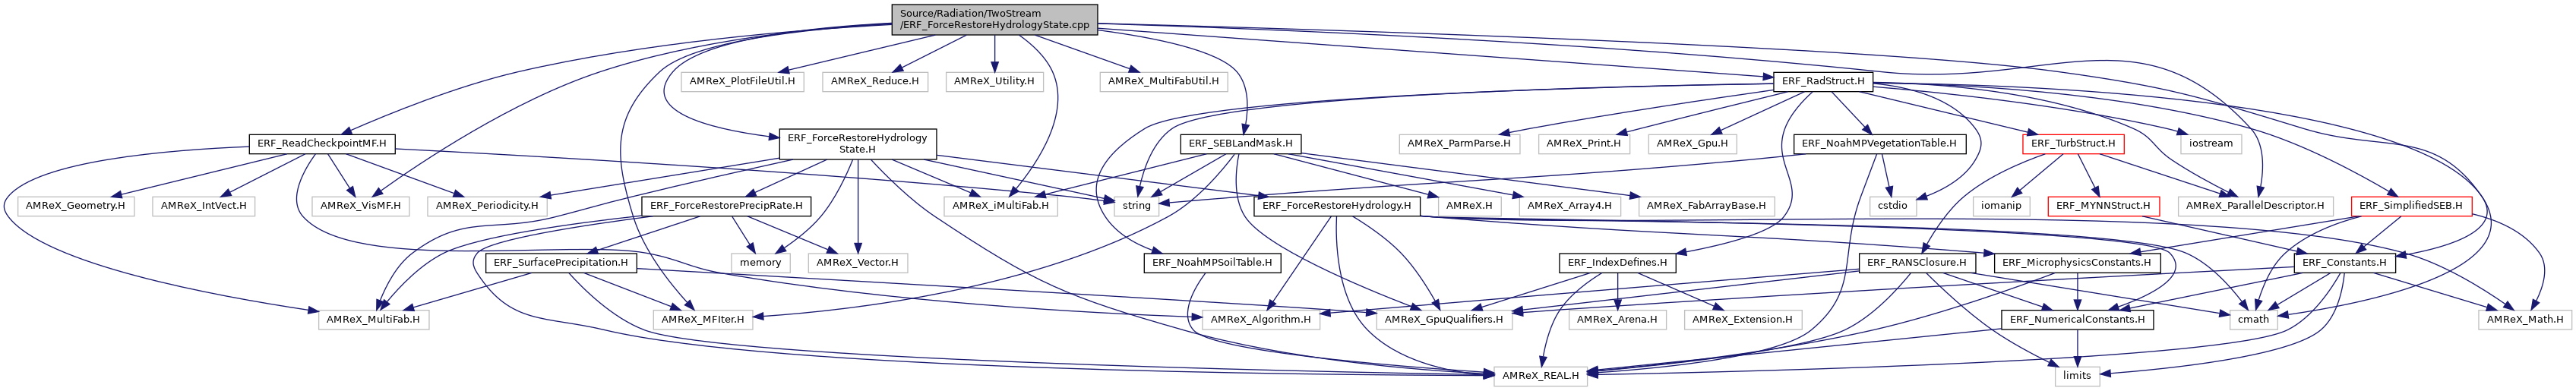 Source/Radiation/TwoStream
/ERF_ForceRestoreHydrologyState.cpp
AMReX_PlotFileUtil.H
AMReX_Reduce.H
AMReX_Utility.H
AMReX_MultiFabUtil.H
ERF_RadStruct.H
ERF_ReadCheckpointMF.H
ERF_ForceRestoreHydrology
State.H
ERF_SEBLandMask.H
AMReX_ParmParse.H
AMReX_Print.H
AMReX_Gpu.H
ERF_NoahMPVegetationTable.H
ERF_TurbStruct.H
iostream
AMReX_Geometry.H
AMReX_IntVect.H
AMReX_VisMF.H
AMReX_Periodicity.H
ERF_ForceRestorePrecipRate.H
AMReX_iMultiFab.H
string
ERF_ForceRestoreHydrology.H
AMReX.H
AMReX_Array4.H
AMReX_FabArrayBase.H
cstdio
iomanip
ERF_MYNNStruct.H
AMReX_ParallelDescriptor.H
ERF_SimplifiedSEB.H
ERF_SurfacePrecipitation.H
memory
AMReX_Vector.H
ERF_NoahMPSoilTable.H
ERF_IndexDefines.H
ERF_RANSClosure.H
ERF_MicrophysicsConstants.H
ERF_Constants.H
AMReX_MultiFab.H
AMReX_MFIter.H
AMReX_Algorithm.H
AMReX_GpuQualifiers.H
AMReX_Arena.H
AMReX_Extension.H
ERF_NumericalConstants.H
cmath
AMReX_Math.H
AMReX_REAL.H
limits